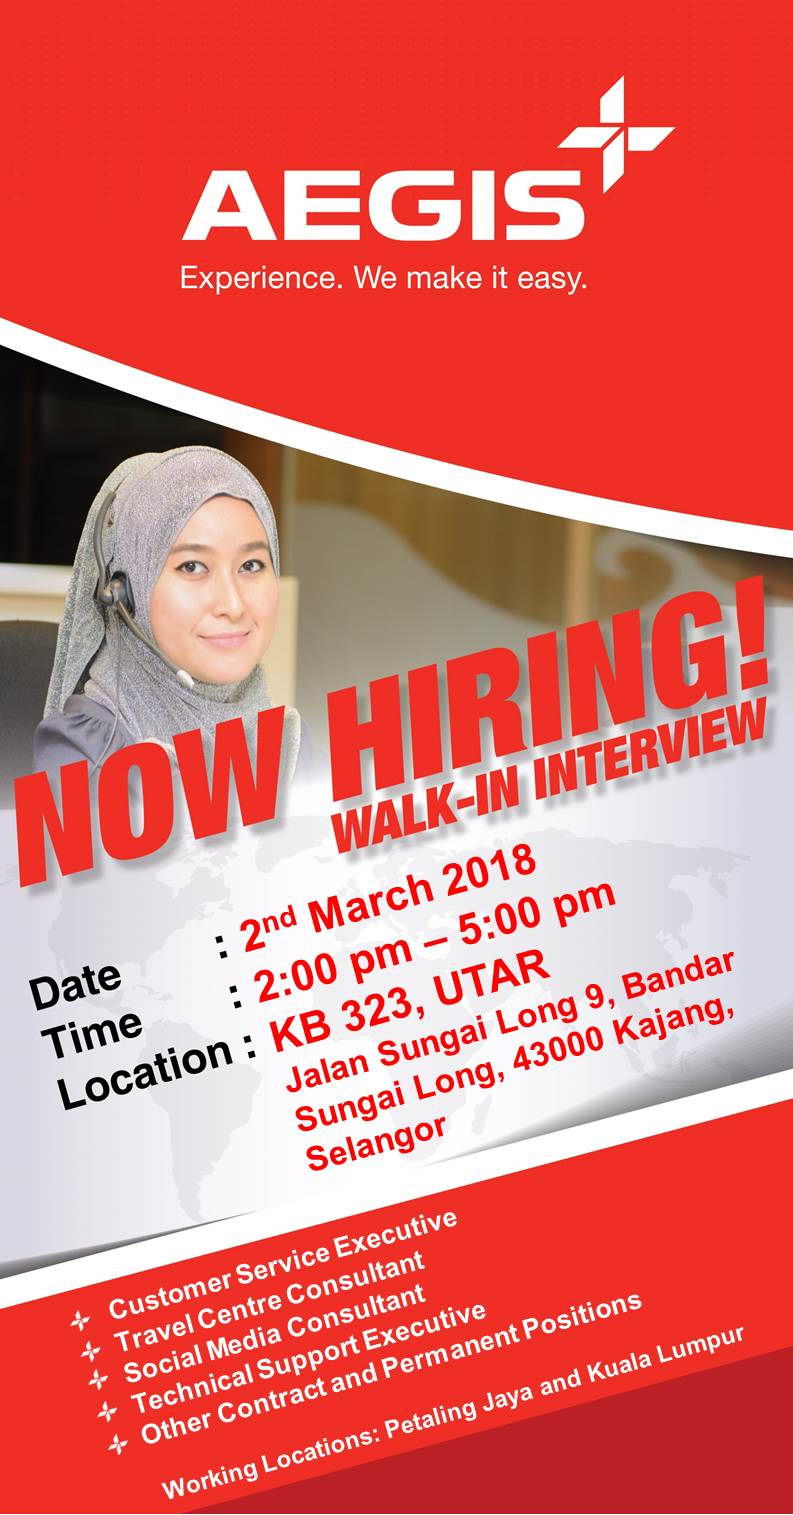 AEGIS
Experience. We make it easy.
NOW HIRING!
WALK-IN INTERVIEW
Date : 2nd March 2018
Time : 2:00 pm – 5:00 pm
Location : KB 323, UTAR
Jalan Sungai Long 9, Bandar
Sungai Long, 43000 Kajang,
Selangor
Customer Service Executive
Travel Centre Consultant
Social Media Consultant
Technical Support Executive
Other Contract and Permanent Positions
Working Locations: Petaling Jaya and Kuala Lumpur